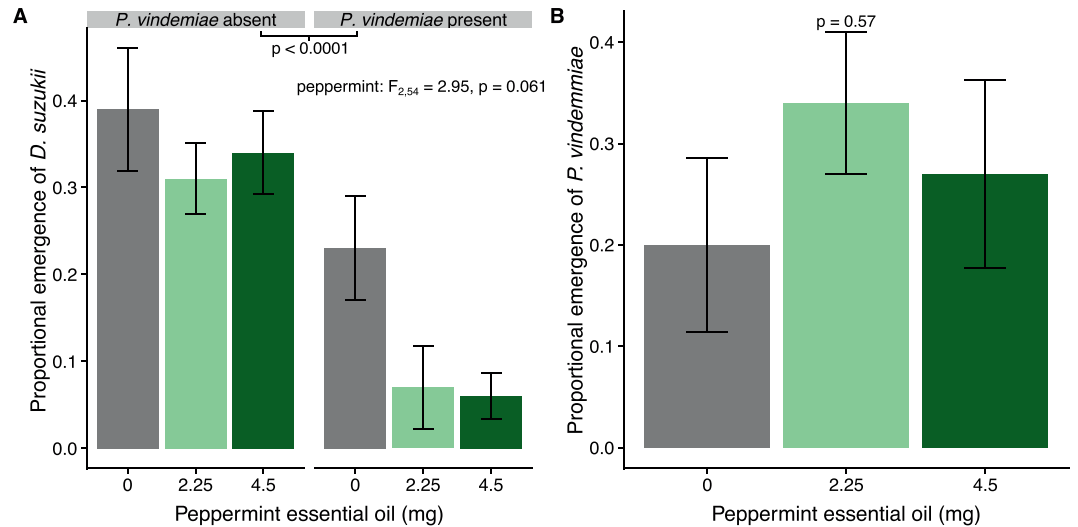 A
P. vindemiae absent
P. vindemiae present
p < 0.0001
peppermint: F2,54 = 2.95, p = 0.061
Proportional emergence of D. suzukii
0.4
0.3
0.2
0.1
0.0
0 2.25 4.5
0 2.25 4.5
Peppermint essential oil (mg)
B
p = 0.57
Proportional emergence of P. vindemmiae
0.4
0.3
0.2
0.1
0.0
0 2.25 4.5
Peppermint essential oil (mg)